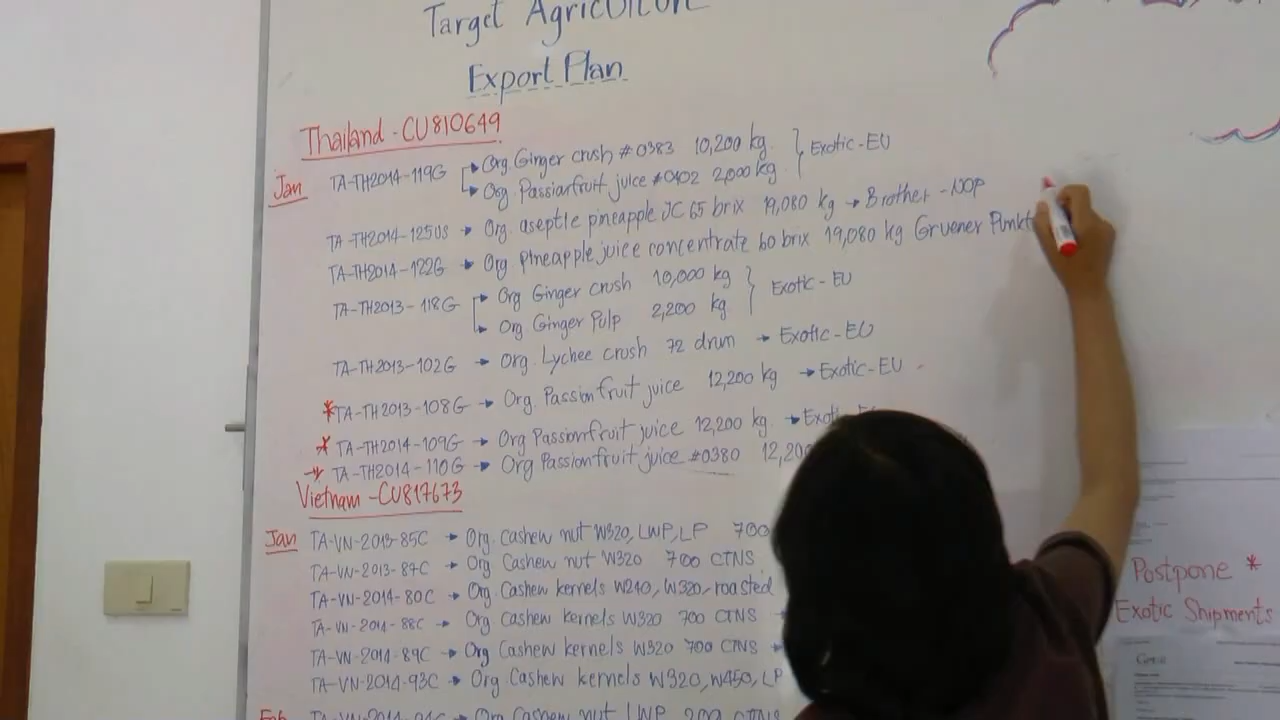 Target Agriculture
Export Plan
Thailand - CU810649
Jan TA-TH2014-119G Org. Ginger crush #0383 10,200 kg. Exotic-EU
Org. Passionfruit juice #0402 2,000 kg
TA-TH2014-125US Org. aseptic pineapple JC 65 brix 19,080 kg Brother - NOP
TA-TH2014-122G Org Pineapple juice concentrate 60 brix 19,080 kg Gruener Punkt
TA-TH2013-118G Org Ginger crush 10,000 kg Exotic-EU
Org Ginger Pulp 2,200 kg
TA-TH2013-102G Org. Lychee crush 72 drum Exotic-EU
* TA-TH2013-108G Org. Passionfruit juice 12,200 kg Exotic-EU
* TA-TH2014-109G Org Passionfruit juice 12,200 kg.
* TA-TH2014-110G Org Passionfruit juice #0380
Vietnam - CU817673
Jan TA-VN-2013-85C Org. Cashew nut W320, LWP, LP 700
TA-VN-2013-87C Org Cashew nut W320 700 CTNS
TA-VN-2014-80C Org. Cashew kernels W240, W320, roasted
TA-VN-2014-88C Org Cashew kernels W320 700 CTNS
TA-VN-2014-89C Org Cashew kernels W320 700 CTNS
TA-VN-2014-93C Org. Cashew kernels W320, W450, LP
Feb Org Cashew nut LWP 200 CTNS
Postpone *
Exotic Shipments